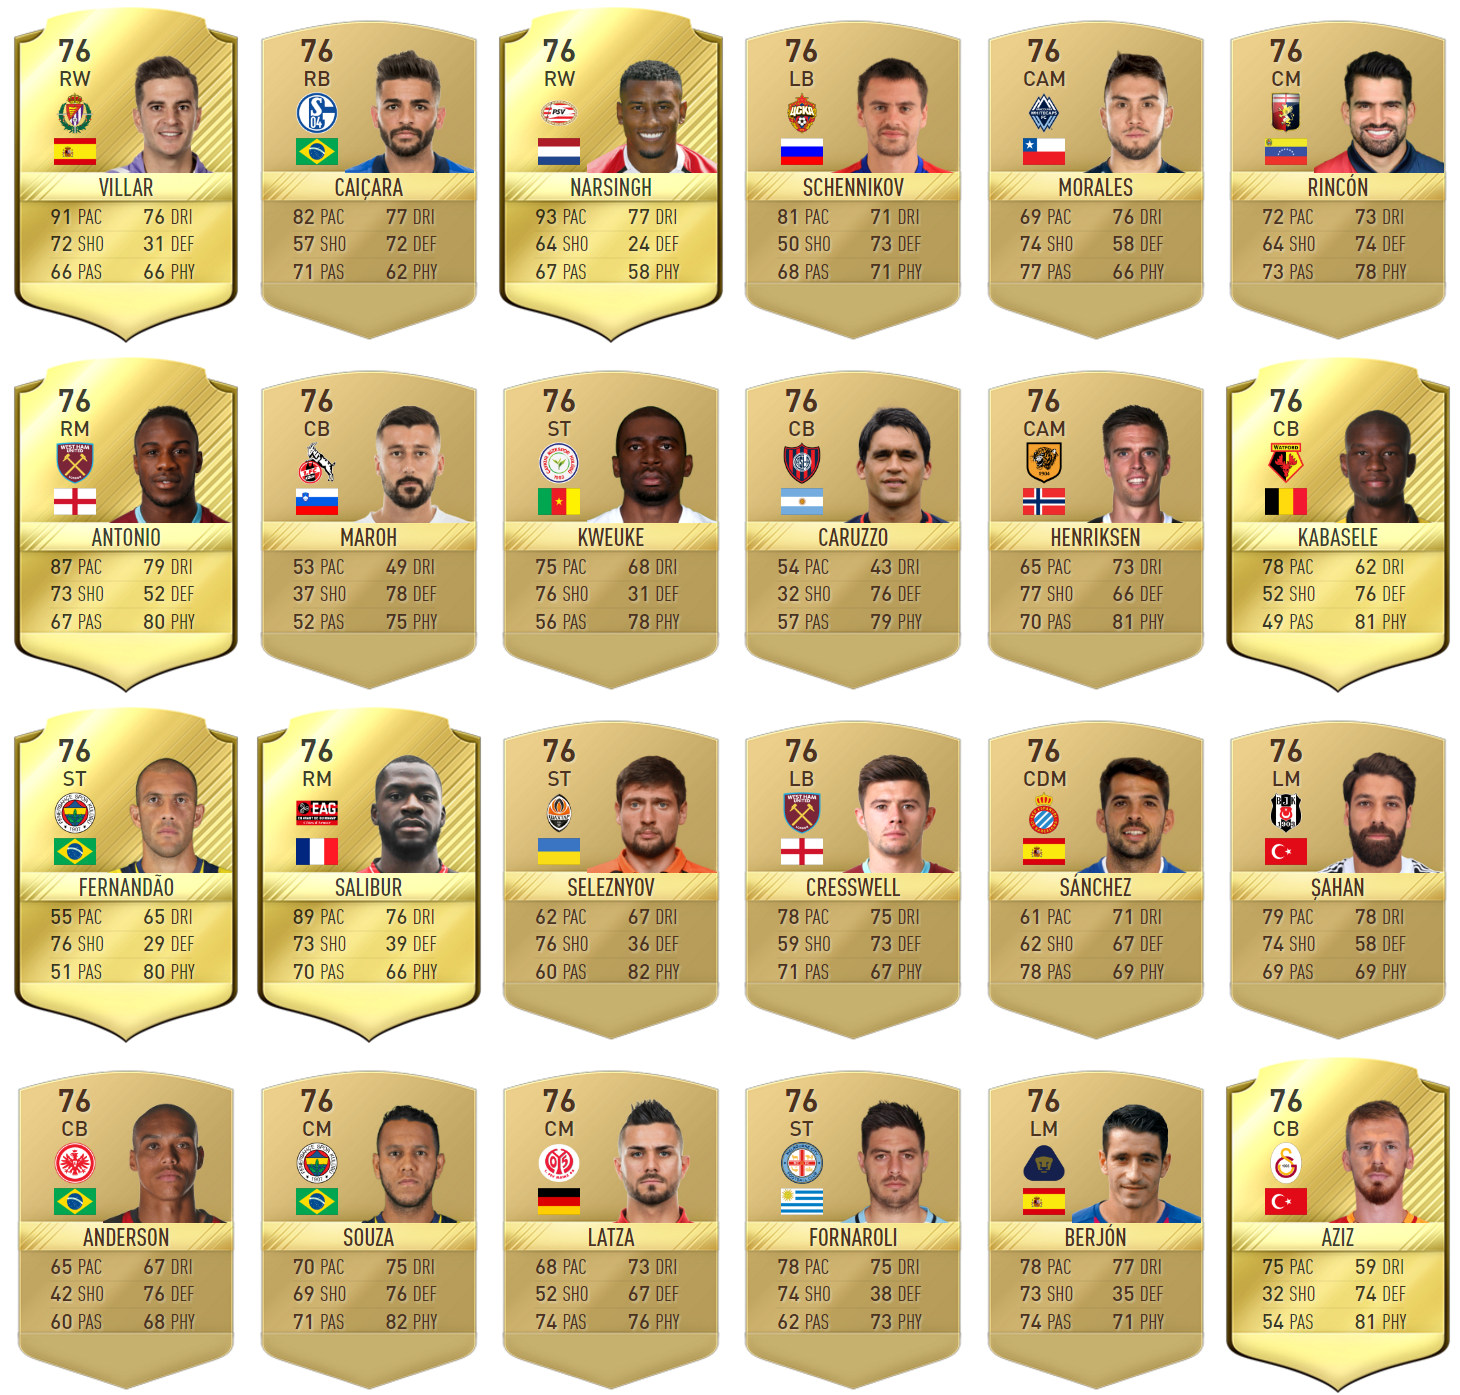 76
RW
VILLAR
91 PAC 76 DRI
72 SHO 31 DEF
66 PAS 66 PHY
76
RB
CAIÇARA
82 PAC 77 DRI
57 SHO 72 DEF
71 PAS 62 PHY
76
RW
PSV
NARSINGH
93 PAC 77 DRI
64 SHO 24 DEF
67 PAS 58 PHY
76
LB
ЦСКА
SCHENNIKOV
81 PAC 71 DRI
50 SHO 73 DEF
68 PAS 71 PHY
76
CAM
WHITECAPS FC
MORALES
69 PAC 76 DRI
74 SHO 58 DEF
77 PAS 66 PHY
76
CM
RINCÓN
72 PAC 73 DRI
64 SHO 74 DEF
73 PAS 78 PHY
76
RM
WEST HAM
UNITED
ANTONIO
87 PAC 79 DRI
73 SHO 52 DEF
67 PAS 80 PHY
76
CB
MAROH
53 PAC 49 DRI
37 SHO 78 DEF
52 PAS 75 PHY
76
ST
KWEUKE
75 PAC 68 DRI
76 SHO 31 DEF
56 PAS 78 PHY
76
CB
CARUZZO
54 PAC 43 DRI
32 SHO 76 DEF
57 PAS 79 PHY
76
CAM
HENRIKSEN
65 PAC 73 DRI
77 SHO 66 DEF
70 PAS 81 PHY
76
CB
WATFORD
KABASELE
78 PAC 62 DRI
52 SHO 76 DEF
49 PAS 81 PHY
76
ST
1907
FERNANDÃO
55 PAC 65 DRI
76 SHO 29 DEF
51 PAS 80 PHY
76
RM
EAG
SALIBUR
89 PAC 76 DRI
73 SHO 39 DEF
70 PAS 66 PHY
76
ST
SELEZNYOV
62 PAC 67 DRI
76 SHO 36 DEF
60 PAS 82 PHY
76
LB
WEST HAM
UNITED
CRESSWELL
78 PAC 75 DRI
59 SHO 73 DEF
71 PAS 67 PHY
76
CDM
SÁNCHEZ
61 PAC 71 DRI
62 SHO 67 DEF
78 PAS 69 PHY
76
LM
BJK
ŞAHAN
79 PAC 78 DRI
74 SHO 58 DEF
69 PAS 69 PHY
76
CB
ANDERSON
65 PAC 67 DRI
42 SHO 76 DEF
60 PAS 68 PHY
76
CM
1907
SOUZA
70 PAC 75 DRI
69 SHO 76 DEF
71 PAS 82 PHY
76
CM
LATZA
68 PAC 73 DRI
52 SHO 67 DEF
74 PAS 76 PHY
76
ST
FORNAROLI
78 PAC 75 DRI
74 SHO 38 DEF
62 PAS 73 PHY
76
LM
BERJÓN
78 PAC 77 DRI
73 SHO 35 DEF
74 PAS 71 PHY
76
CB
AZIZ
75 PAC 59 DRI
32 SHO 74 DEF
54 PAS 81 PHY